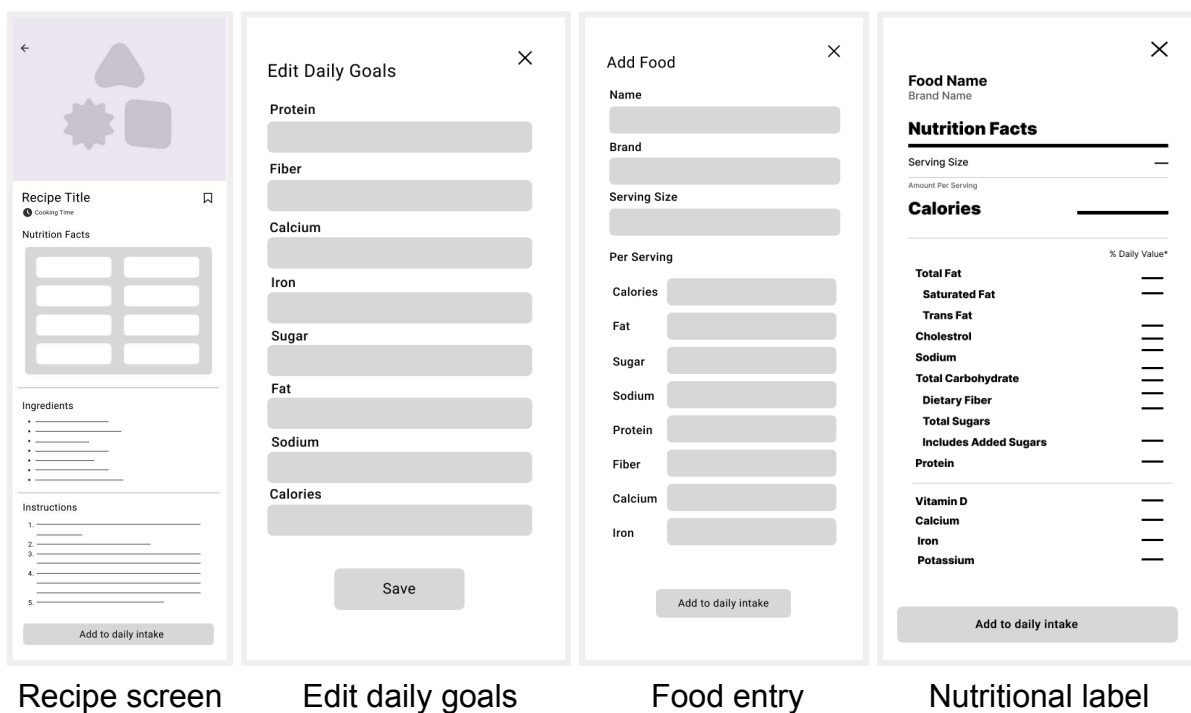 Recipe Title
Cooking Time
Nutrition Facts
Ingredients
Instructions
1.
2.
3.
4.
5.
Add to daily intake
Recipe screen
Edit Daily Goals
Protein
Fiber
Calcium
Iron
Sugar
Fat
Sodium
Calories
Save
Edit daily goals
Add Food
Name
Brand
Serving Size
Per Serving
Calories
Fat
Sugar
Sodium
Protein
Fiber
Calcium
Iron
Add to daily intake
Food entry
Food Name
Brand Name
Nutrition Facts
Serving Size
Amount Per Serving
Calories
% Daily Value*
Total Fat
Saturated Fat
Trans Fat
Cholestrol
Sodium
Total Carbohydrate
Dietary Fiber
Total Sugars
Includes Added Sugars
Protein
Vitamin D
Calcium
Iron
Potassium
Add to daily intake
Nutritional label